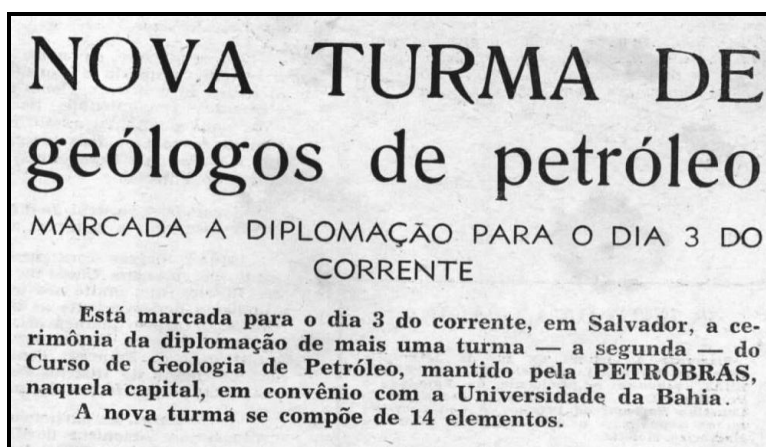 NOVA TURMA DE
geólogos de petróleo
MARCADA A DIPLOMAÇÃO PARA O DIA 3 DO
CORRENTE
Está marcada para o dia 3 do corrente, em Salvador, a ce-
rimônia da diplomação de mais uma turma — a segunda — do
Curso de Geologia de Petróleo, mantido pela PETROBRÁS,
naquela capital, em convênio com a Universidade da Bahia.
A nova turma se compõe de 14 elementos.